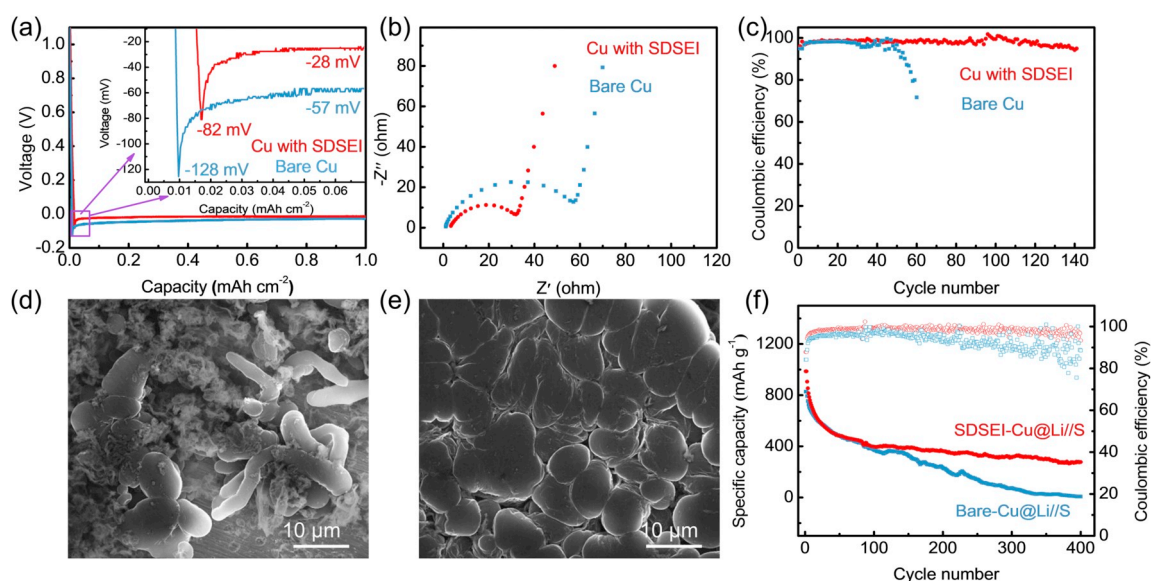 (a)
Voltage (V)
1.0
0.8
0.6
0.4
0.2
0.0
-0.2
0.0 0.2 0.4 0.6 0.8 1.0
Capacity (mAh cm⁻²)
Voltage (mV)
-20
-40
-60
-80
-100
-120
0.00 0.01 0.02 0.03 0.04 0.05 0.06
Capacity (mAh cm⁻²)
-28 mV
-57 mV
-82 mV
Cu with SDSEI
-128 mV
Bare Cu
(b)
-Z′′ (ohm)
80
60
40
20
0
0 20 40 60 80 100 120
Z′ (ohm)
Cu with SDSEI
Bare Cu
(c)
Coulombic efficiency (%)
100
80
60
40
20
0
0 20 40 60 80 100 120 140
Cycle number
Cu with SDSEI
Bare Cu
(d)
10 µm
(e)
10 µm
(f)
Specific capacity (mAh g⁻¹)
1200
800
400
0
0 100 200 300 400
Cycle number
Coulombic efficiency (%)
100
80
60
40
20
SDSEI-Cu@Li//S
Bare-Cu@Li//S